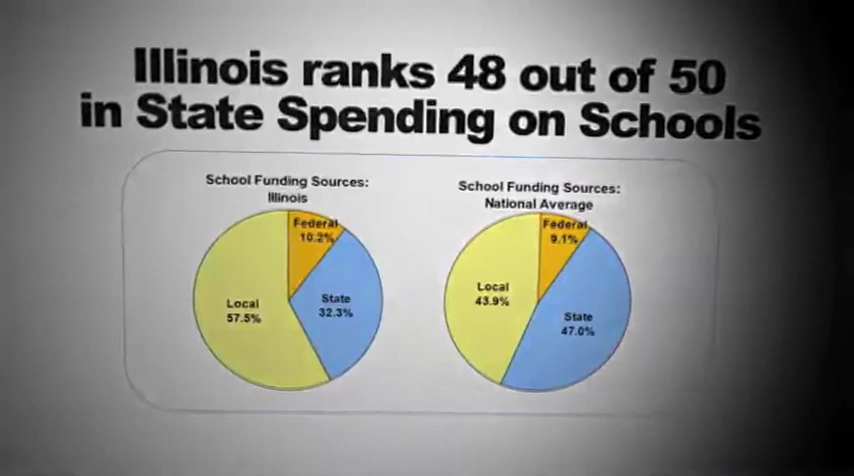 Illinois ranks 48 out of 50
in State Spending on Schools
School Funding Sources:
Illinois
Federal
10.2%
State
32.3%
Local
57.5%
School Funding Sources:
National Average
Federal
9.1%
Local
43.9%
State
47.0%